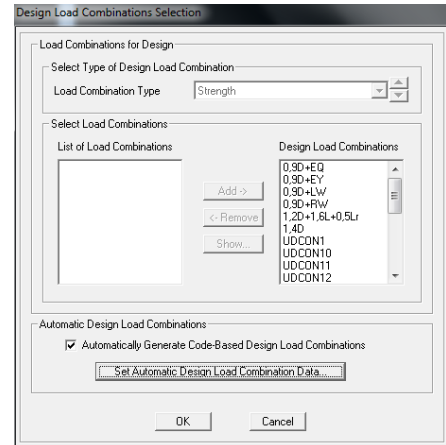 Design Load Combinations Selection
Load Combinations for Design
Select Type of Design Load Combination
Load Combination Type
Strength
Select Load Combinations
List of Load Combinations
Design Load Combinations
0,9D+EQ
0,9D+EY
0,9D+LW
0,9D+RW
1,2D+1,6L+0,5Lr
1,4D
UDCON1
UDCON10
UDCON11
UDCON12
Add ->
<- Remove
Show...
Automatic Design Load Combinations
Automatically Generate Code-Based Design Load Combinations
Set Automatic Design Load Combination Data...
OK
Cancel